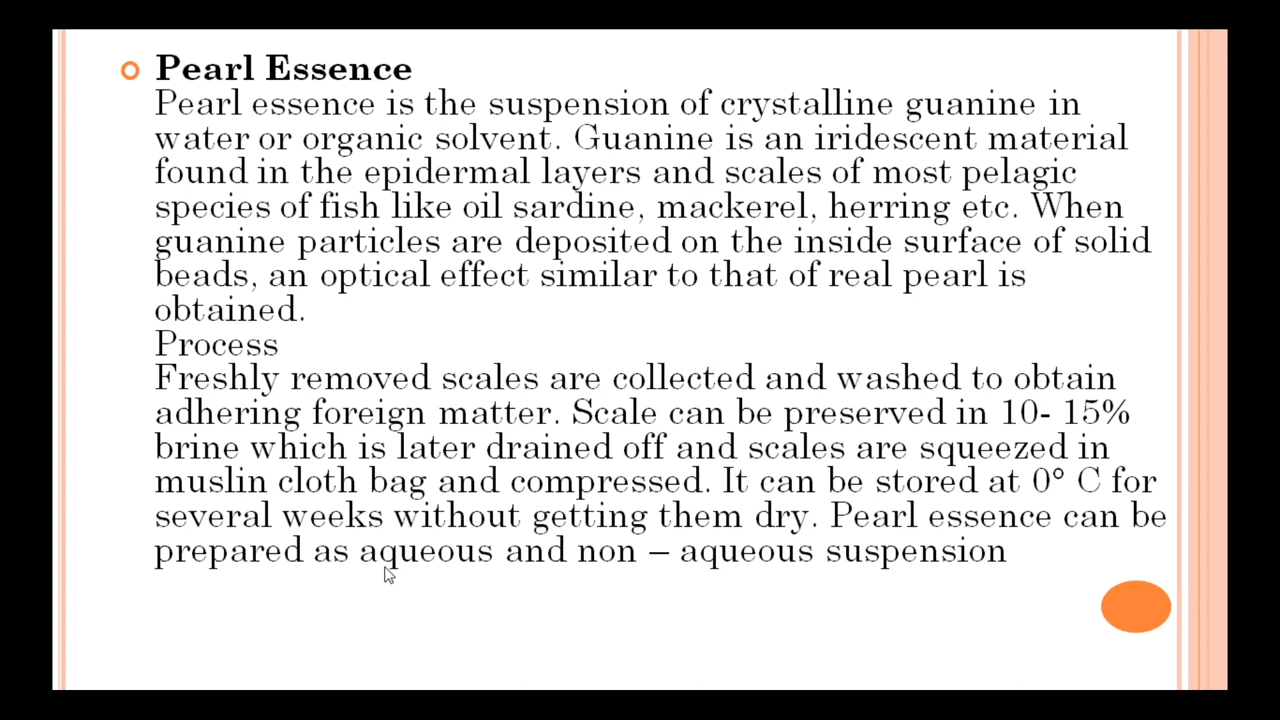 Pearl Essence
Pearl essence is the suspension of crystalline guanine in
water or organic solvent. Guanine is an iridescent material
found in the epidermal layers and scales of most pelagic
species of fish like oil sardine, mackerel, herring etc. When
guanine particles are deposited on the inside surface of solid
beads, an optical effect similar to that of real pearl is
obtained.
Process
Freshly removed scales are collected and washed to obtain
adhering foreign matter. Scale can be preserved in 10- 15%
brine which is later drained off and scales are squeezed in
muslin cloth bag and compressed. It can be stored at 0° C for
several weeks without getting them dry. Pearl essence can be
prepared as aqueous and non – aqueous suspension